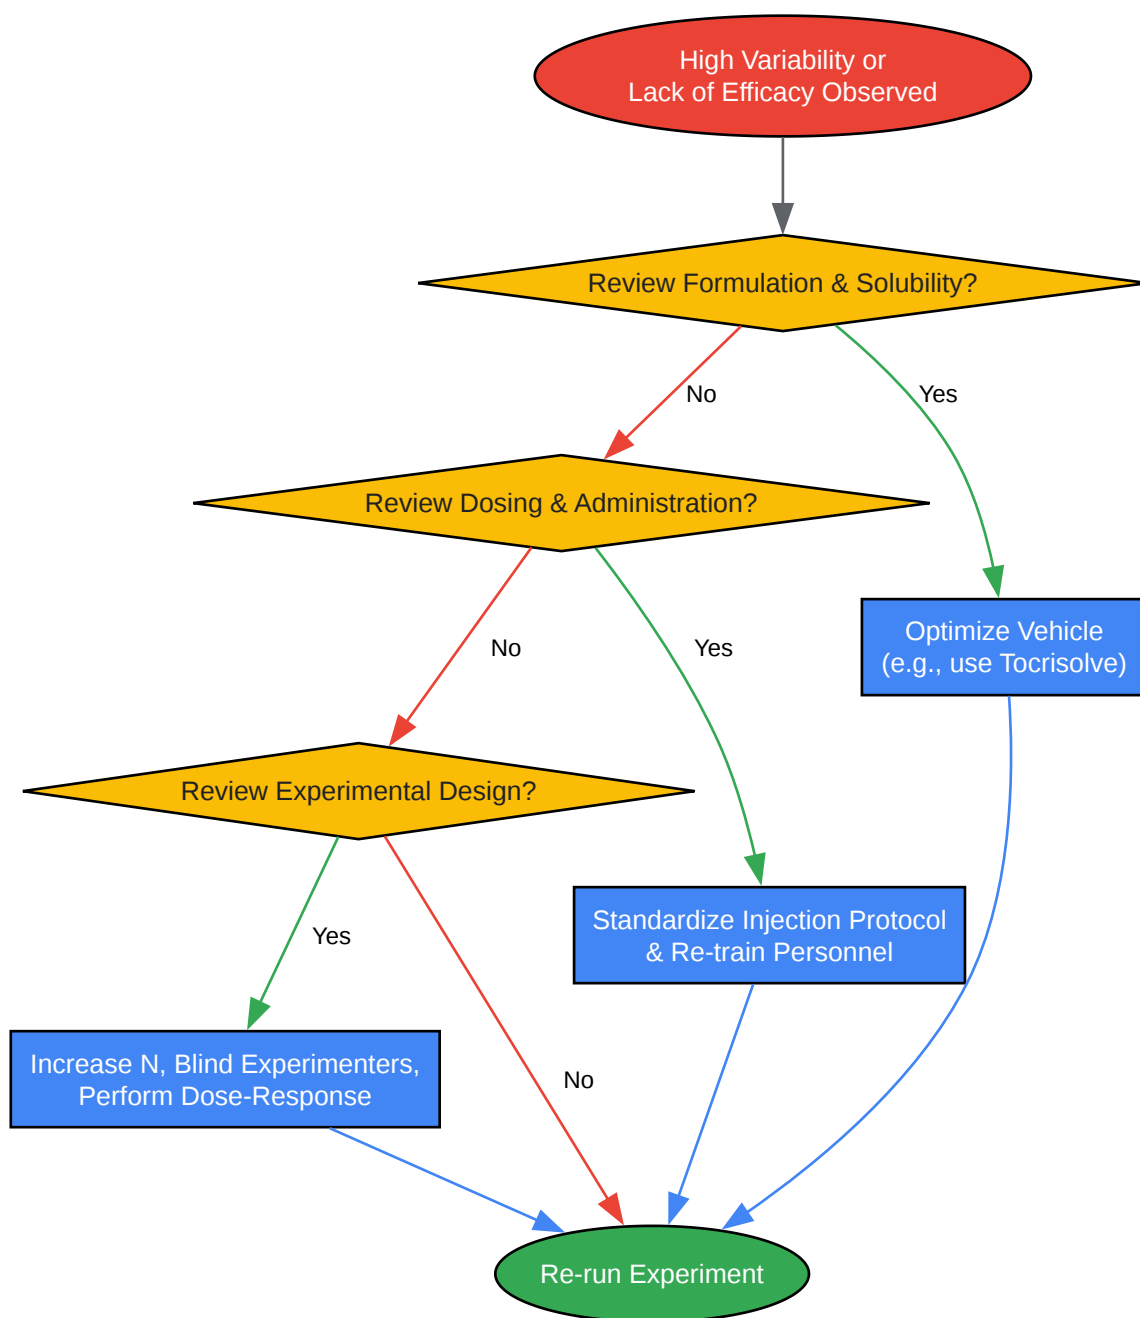 High Variability or
Lack of Efficacy Observed
Review Formulation & Solubility?
No
Yes
Review Dosing & Administration?
Optimize Vehicle
(e.g., use Tocrisolve)
No
Yes
Review Experimental Design?
Standardize Injection Protocol
& Re-train Personnel
Yes
Increase N, Blind Experimenters,
Perform Dose-Response
No
Re-run Experiment